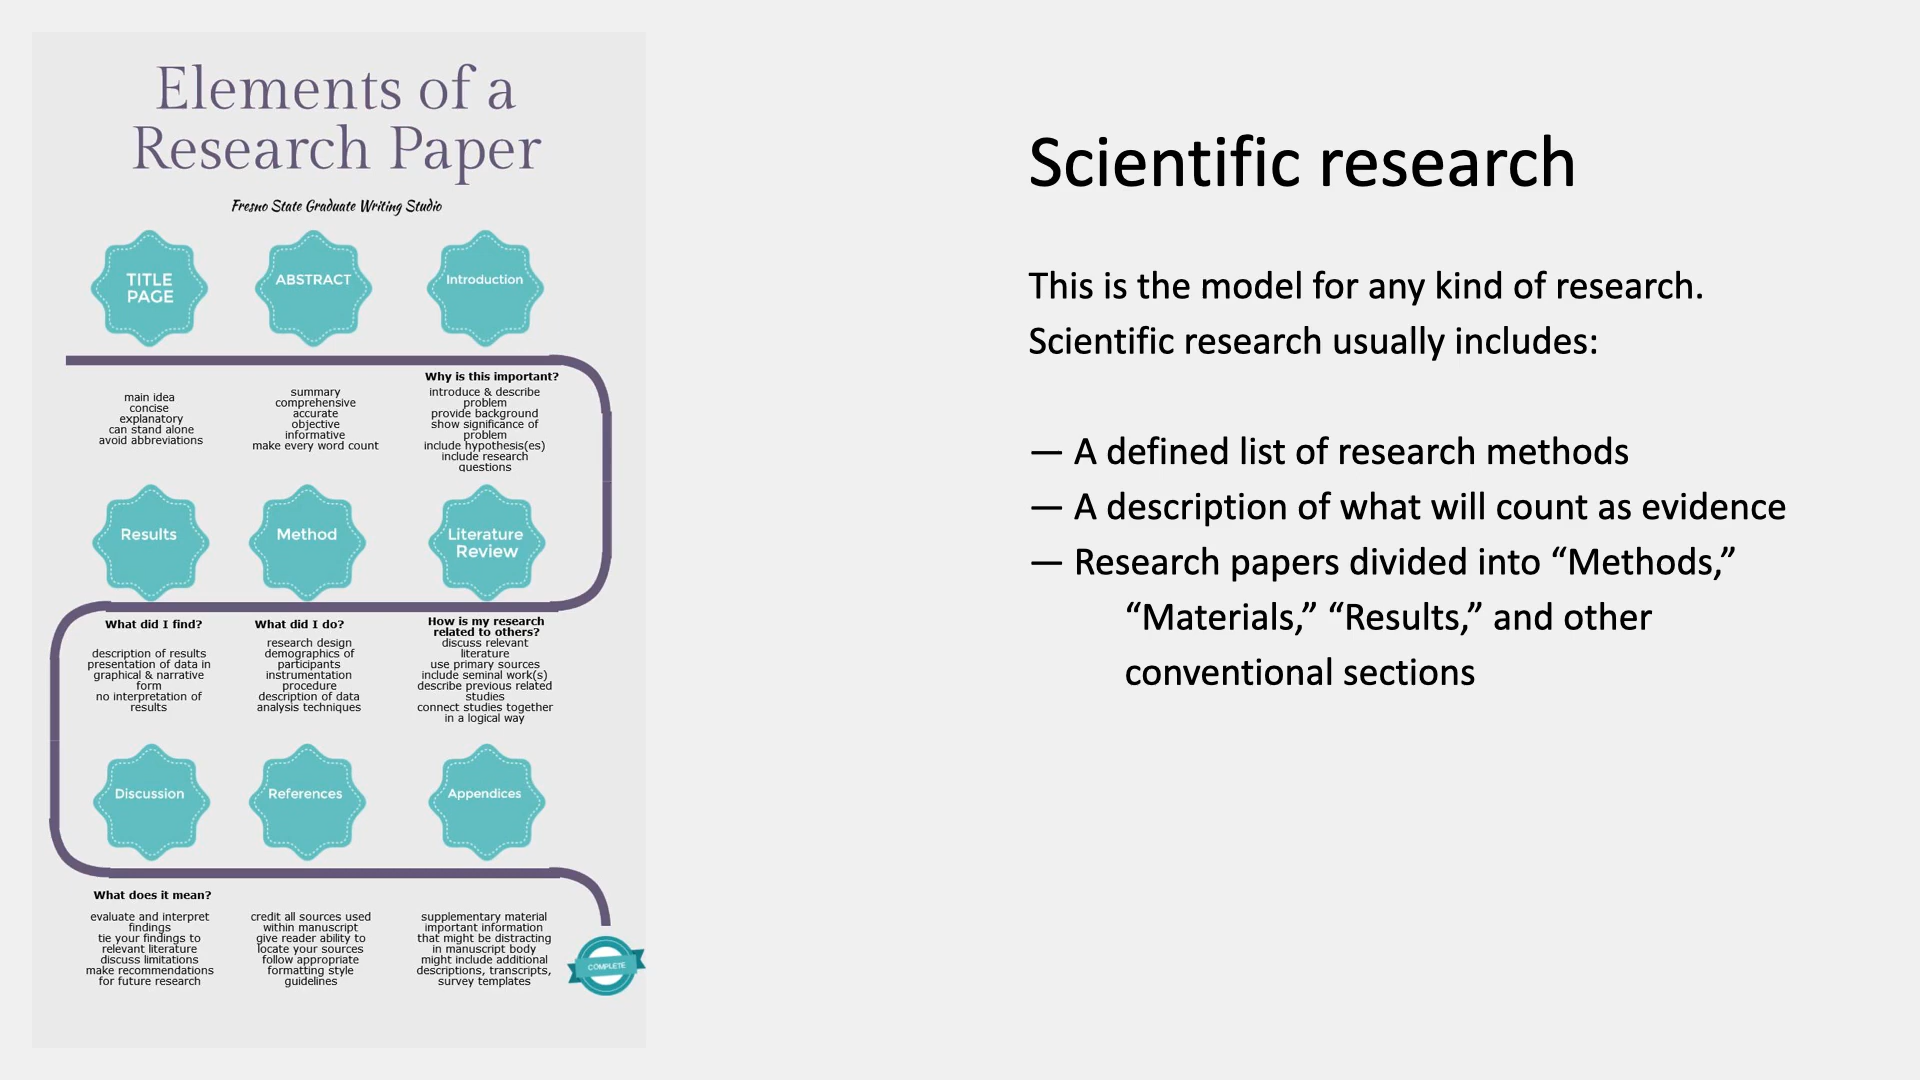 Elements of a
Research Paper
Fresno State Graduate Writing Studio
TITLE
PAGE
ABSTRACT
Introduction
main idea
concise
explanatory
can stand alone
avoid abbreviations
summary
comprehensive
accurate
objective
informative
make every word count
Why is this important?
introduce & describe
problem
provide background
show significance of
problem
include hypothesis(es)
include research
questions
Results
Method
Literature
Review
What did I find?
description of results
presentation of data in
graphical & narrative
form
no interpretation of
results
What did I do?
research design
demographics of
participants
instrumentation
procedure
description of data
analysis techniques
How is my research
related to others?
discuss relevant
literature
use primary sources
include seminal work(s)
describe previous related
studies
connect studies together
in a logical way
Discussion
References
Appendices
What does it mean?
evaluate and interpret
findings
tie your findings to
relevant literature
discuss limitations
make recommendations
for future research
credit all sources used
within manuscript
give reader ability to
locate your sources
follow appropriate
formatting style
guidelines
supplementary material
important information
that might be distracting
in manuscript body
might include additional
descriptions, transcripts,
survey templates
COMPLETE
Scientific research
This is the model for any kind of research.
Scientific research usually includes:
— A defined list of research methods
— A description of what will count as evidence
— Research papers divided into “Methods,”
“Materials,” “Results,” and other
conventional sections